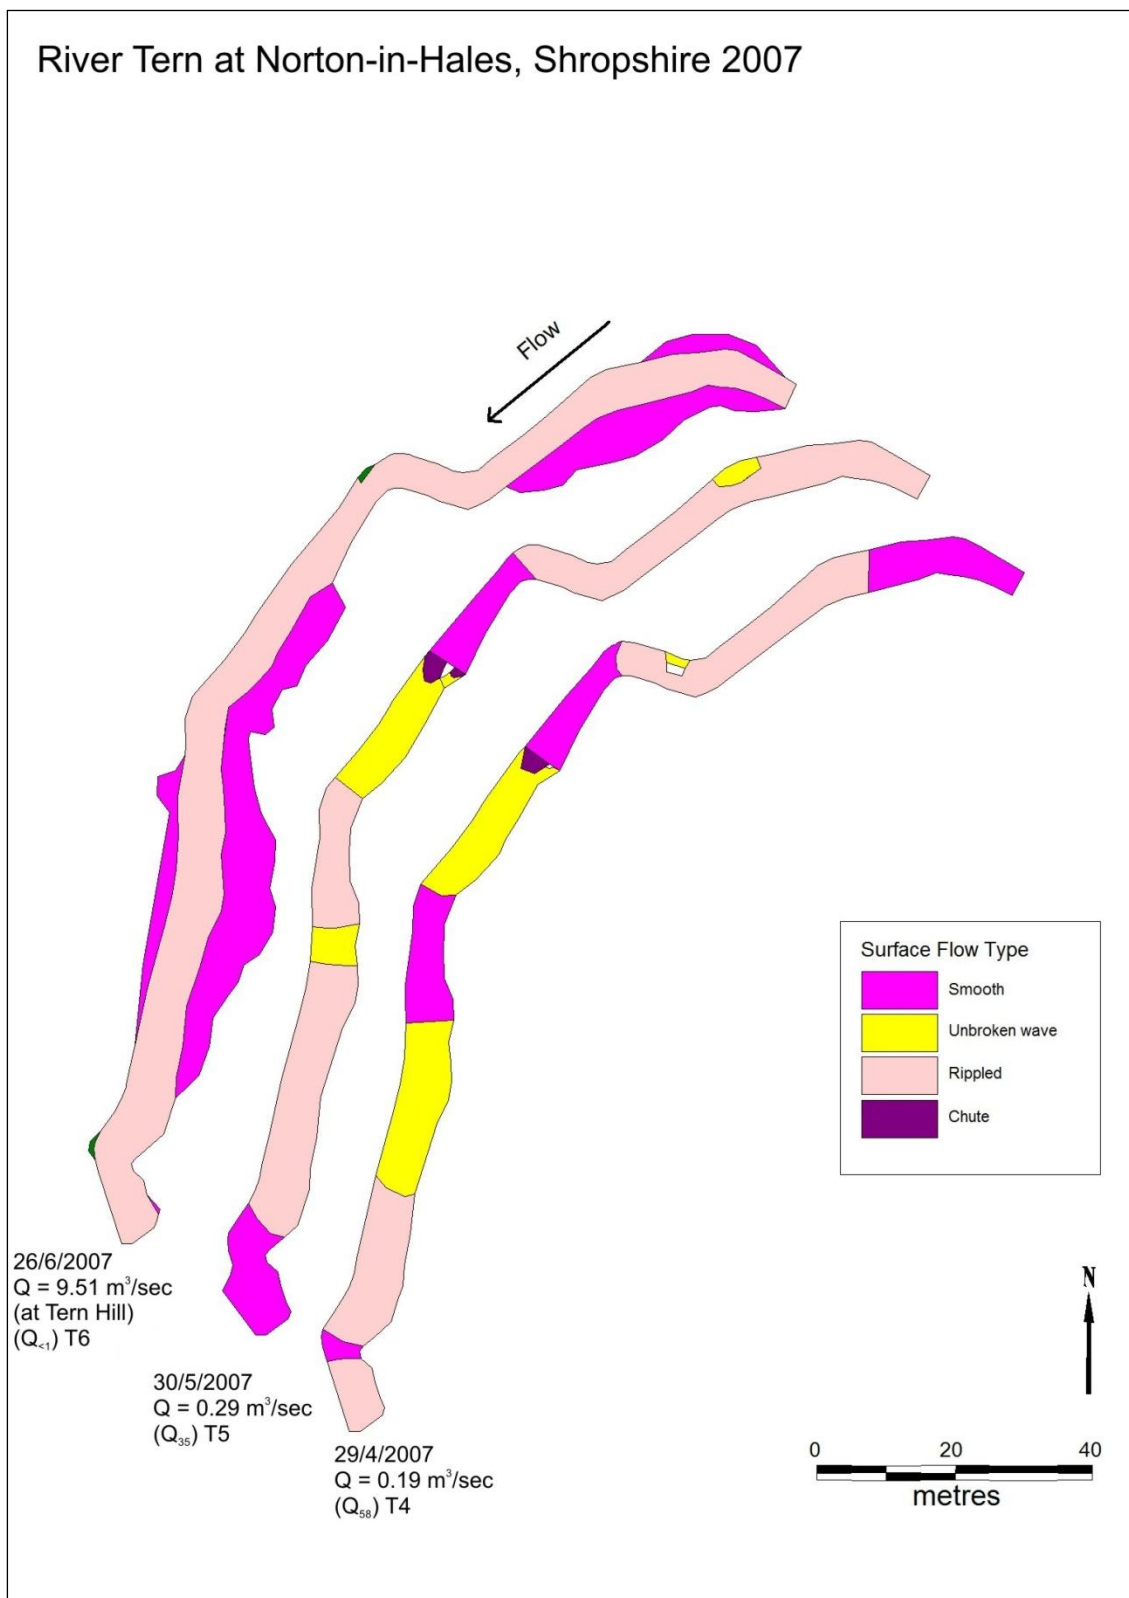 River Tern at Norton-in-Hales, Shropshire 2007
Flow
Surface Flow Type
Smooth
Unbroken wave
Rippled
Chute
26/6/2007
Q = 9.51 m³/sec
(at Tern Hill)
(Q<1) T6
30/5/2007
Q = 0.29 m³/sec
(Q35) T5
29/4/2007
Q = 0.19 m³/sec
(Q58) T4
N
0 20 40
metres